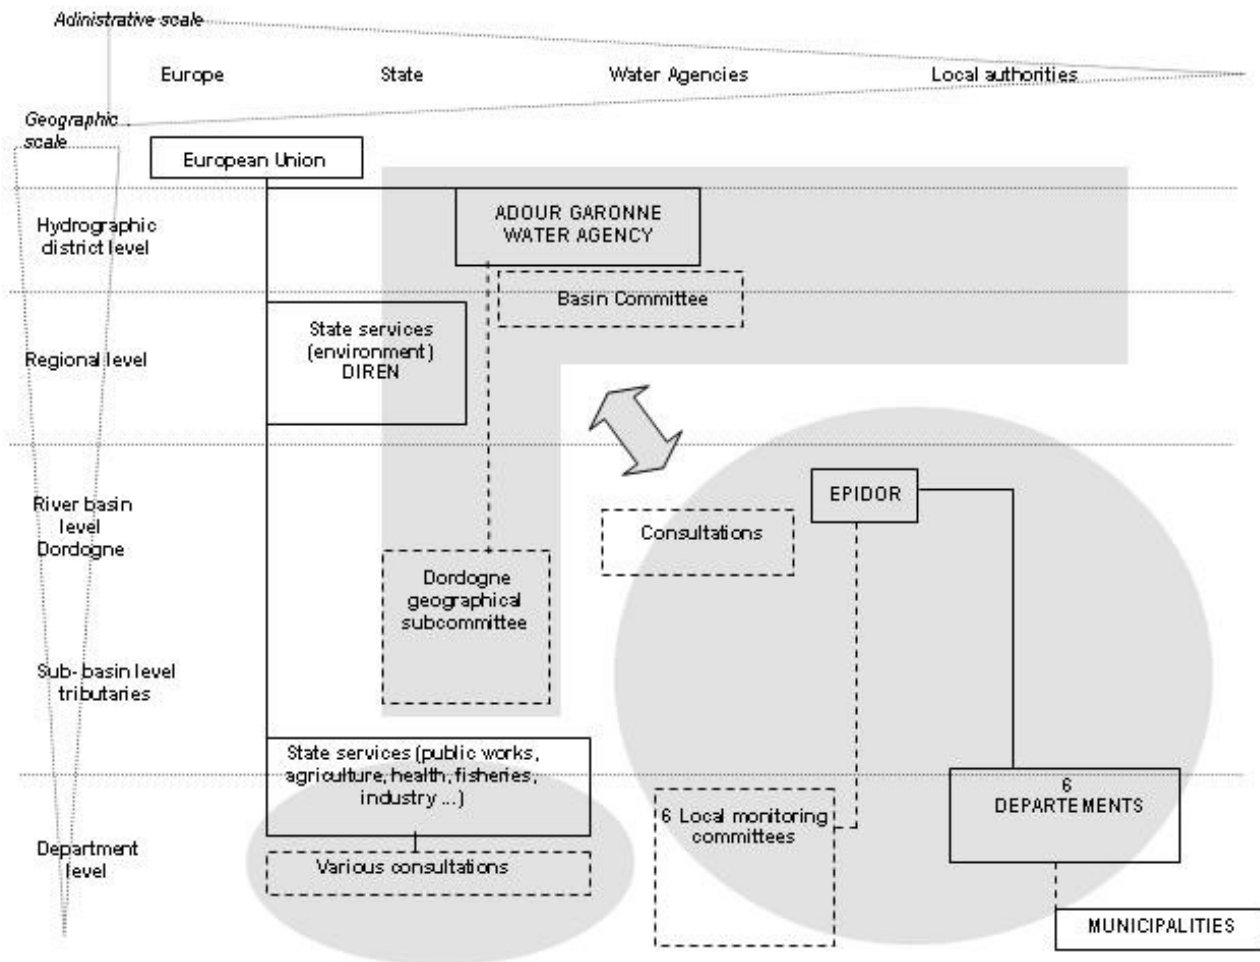 Adinistrative scale
Europe State Water Agencies Local authorities
Geographic
scale
European Union
Hydrographic
district level
ADOUR GARONNE
WATER AGENCY
Basin Committee
Regional level
State services
(environment)
DIREN
River basin
level
Dordogne
EPIDOR
Consultations
Dordogne
geographical
subcommittee
Sub- basin level
tributaries
State services (public works,
agriculture, health, fisheries,
industry ...)
6
DEPARTEMENTS
6 Local monitoring
committees
Department
level
Various consultations
MUNICIPALITIES